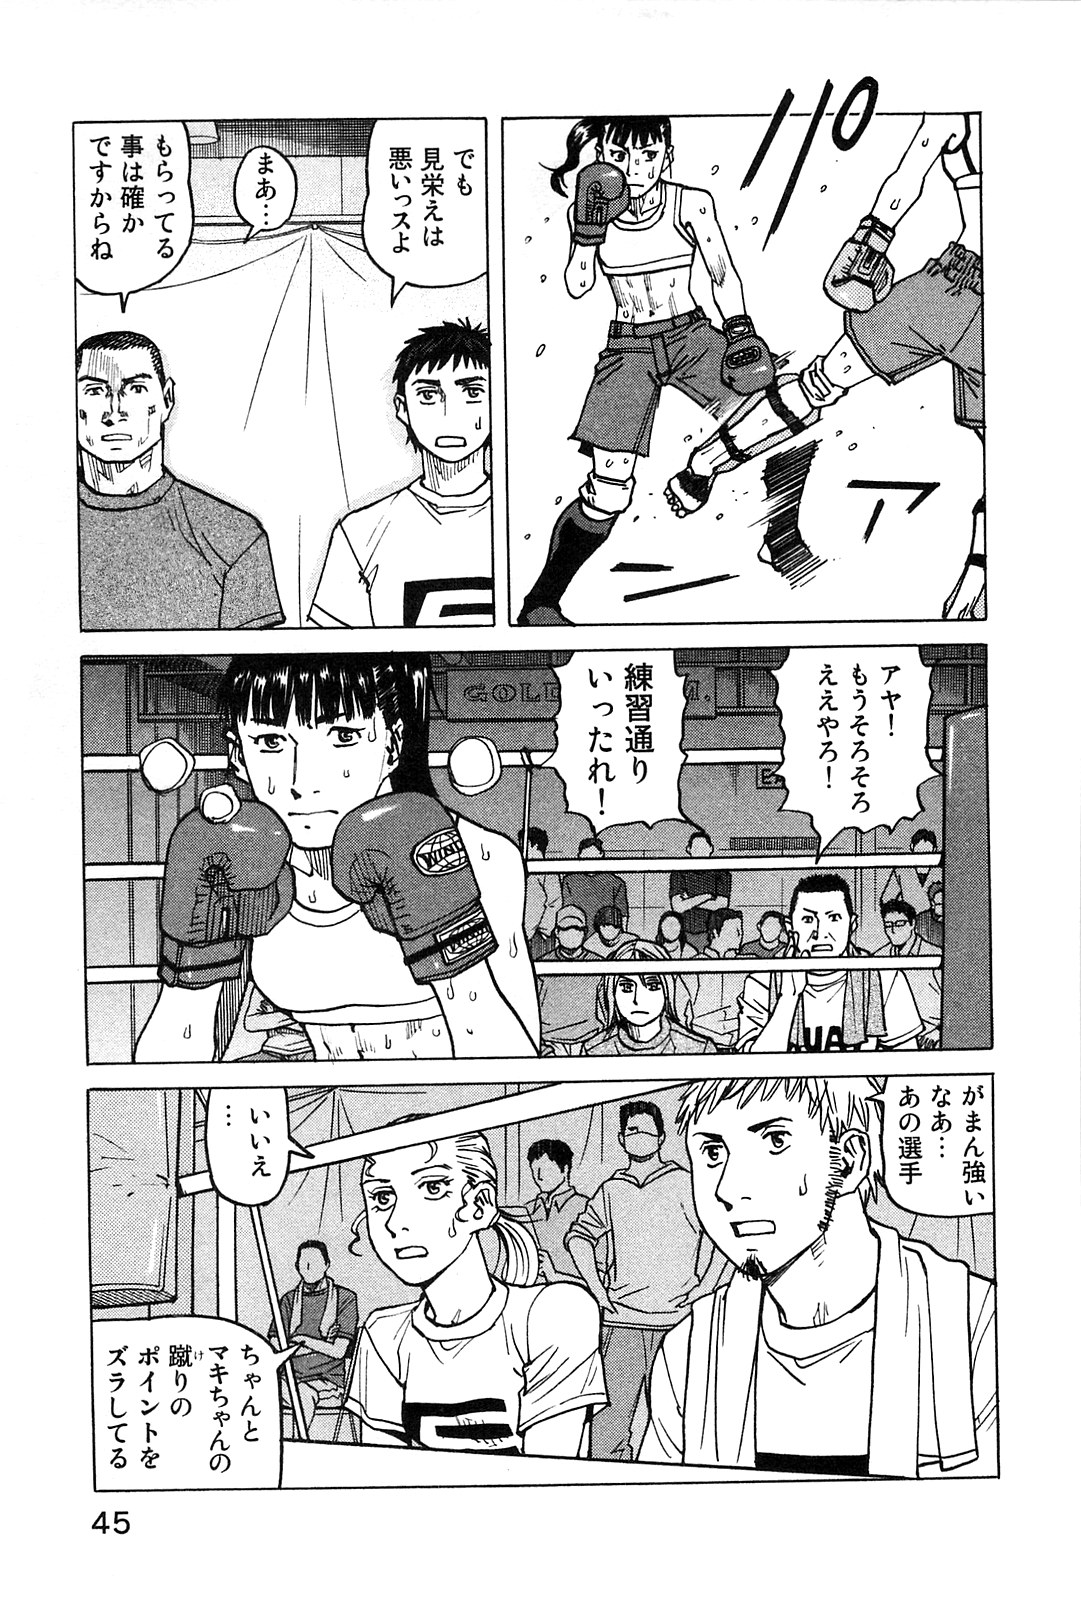 パァン
でも
見栄えは
悪いっスよ
まぁ…
もらってる
事は確か
ですからね
アヤ！
もうそろそろ
ええやろ！
練習通り
いったれ！
GOLD
M.
WIN
がまん強い
なあ…
あの選手
いいえ
…
ちゃんと
マキちゃんの
蹴りの
ポイントを
ズラしてる
45